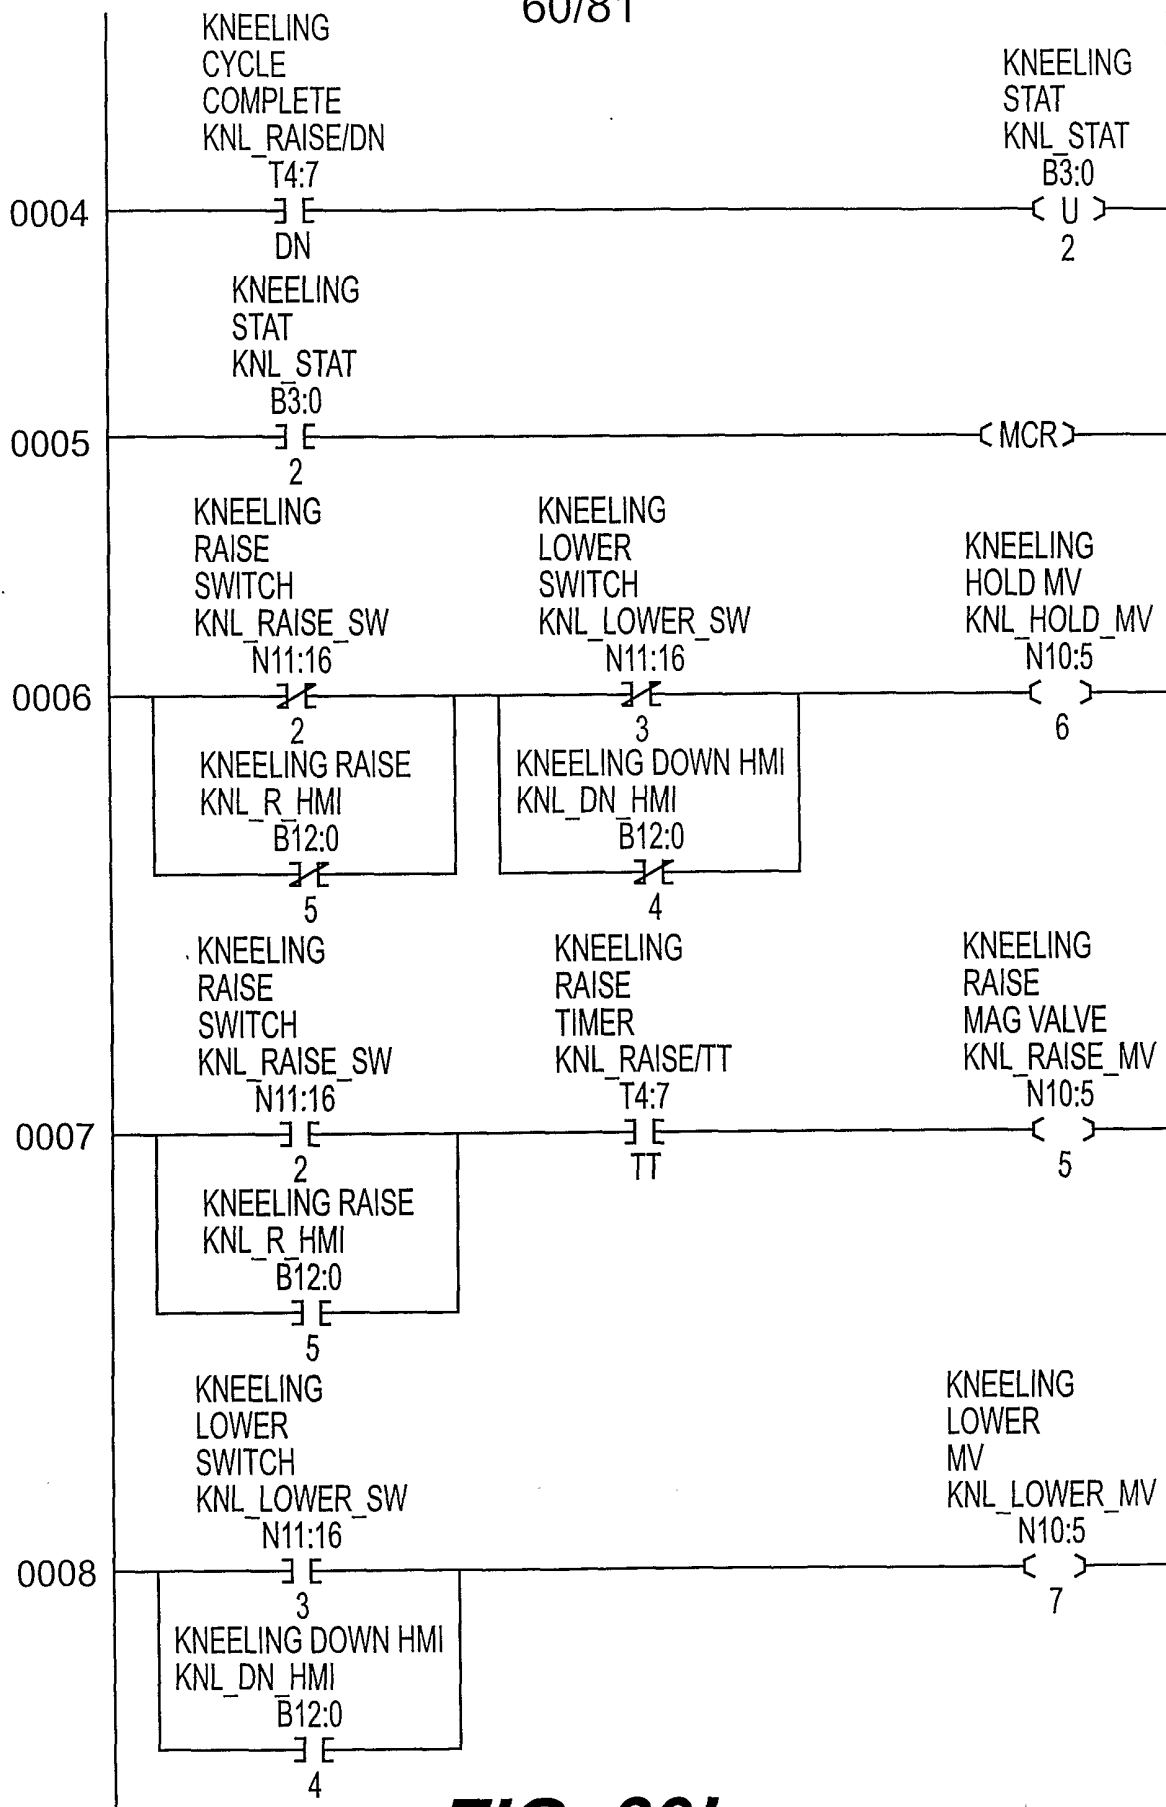 60/81
KNEELING
CYCLE
COMPLETE
KNL_RAISE/DN
T4:7
DN
KNEELING
STAT
KNL_STAT
B3:0
U
2
0004
KNEELING
STAT
KNL_STAT
B3:0
2
MCR
0005
KNEELING
RAISE
SWITCH
KNL_RAISE_SW
N11:16
2
KNEELING
LOWER
SWITCH
KNL_LOWER_SW
N11:16
3
KNEELING
HOLD MV
KNL_HOLD_MV
N10:5
6
0006
KNEELING RAISE
KNL_R_HMI
B12:0
5
KNEELING DOWN HMI
KNL_DN_HMI
B12:0
4
KNEELING
RAISE
SWITCH
KNL_RAISE_SW
N11:16
2
KNEELING
RAISE
TIMER
KNL_RAISE/TT
T4:7
TT
KNEELING
RAISE
MAG VALVE
KNL_RAISE_MV
N10:5
5
0007
KNEELING RAISE
KNL_R_HMI
B12:0
5
KNEELING
LOWER
SWITCH
KNL_LOWER_SW
N11:16
3
KNEELING
LOWER
MV
KNL_LOWER_MV
N10:5
7
0008
KNEELING DOWN HMI
KNL_DN_HMI
B12:0
4